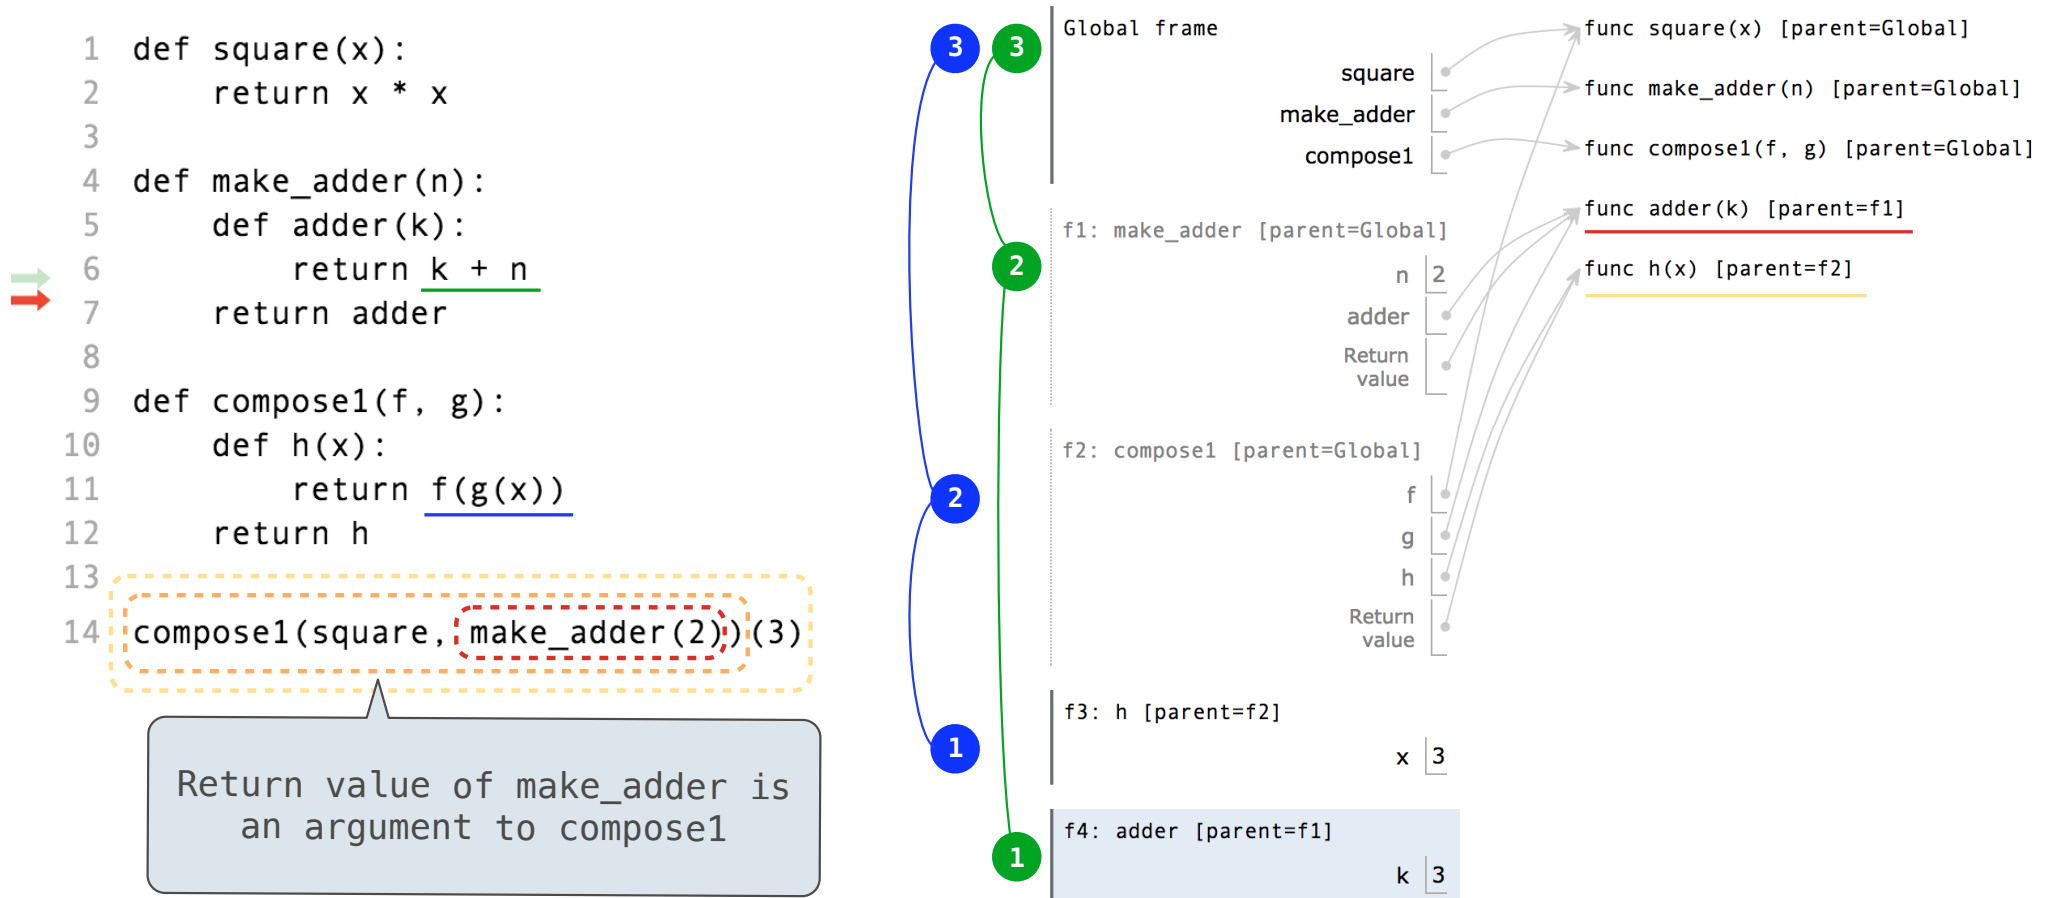 1 def square(x):
2 return x * x
3
4 def make_adder(n):
5 def adder(k):
6 return k + n
7 return adder
8
9 def compose1(f, g):
10 def h(x):
11 return f(g(x))
12 return h
13
14 compose1(square, make_adder(2))(3)
Return value of make_adder is
an argument to compose1
3
2
1
3
2
1
Global frame
square
make_adder
compose1
f1: make_adder [parent=Global]
n 2
adder
Return
value
f2: compose1 [parent=Global]
f
g
h
Return
value
f3: h [parent=f2]
x 3
f4: adder [parent=f1]
k 3
func square(x) [parent=Global]
func make_adder(n) [parent=Global]
func compose1(f, g) [parent=Global]
func adder(k) [parent=f1]
func h(x) [parent=f2]